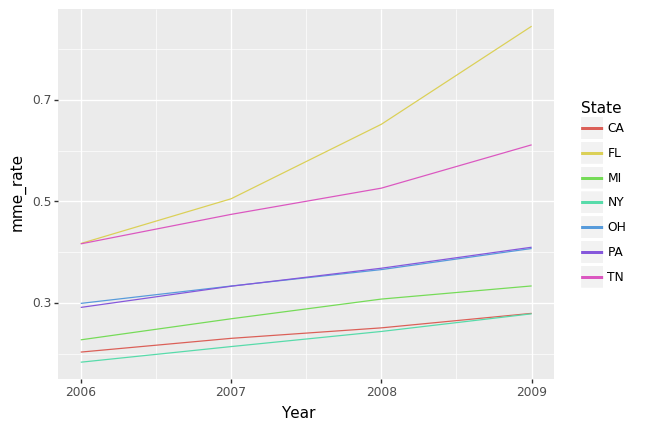 mme_rate
0.7
0.5
0.3
2006 2007 2008 2009
Year
State
CA
FL
MI
NY
OH
PA
TN